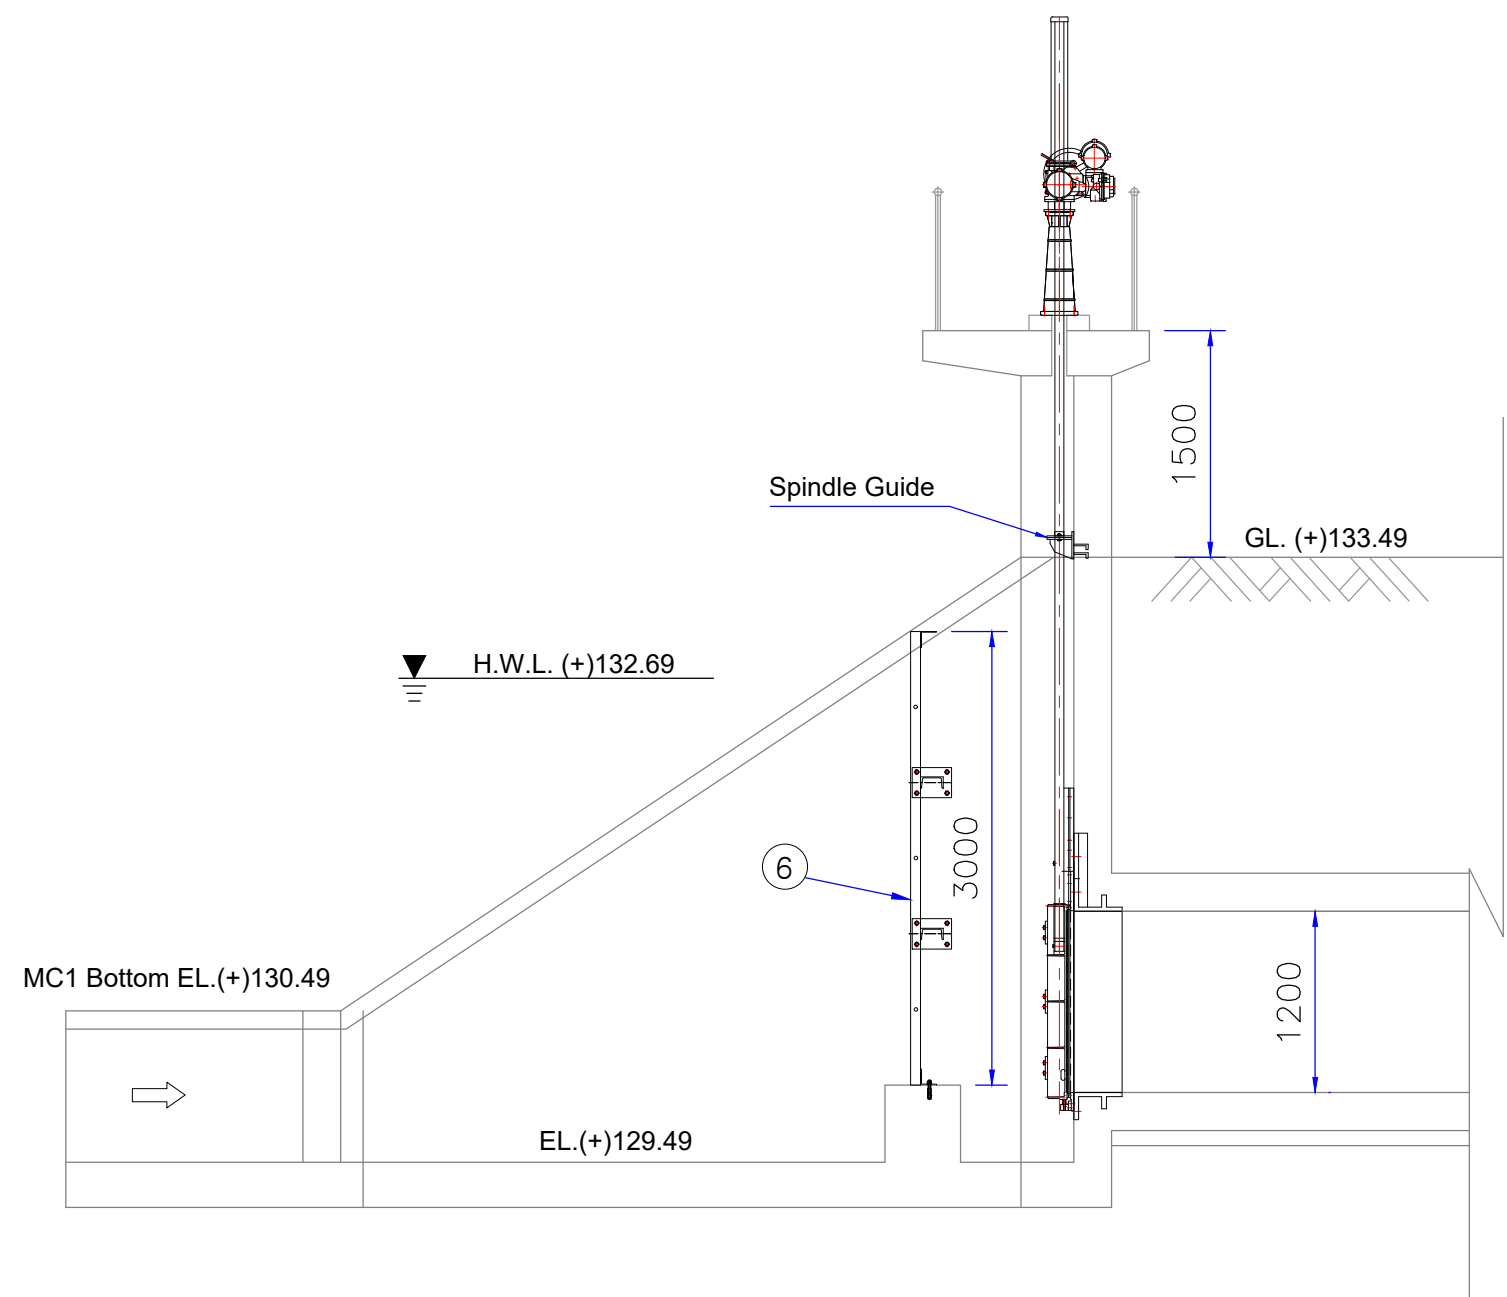 1500
Spindle Guide
GL. (+)133.49
H.W.L. (+)132.69
3000
6
MC1 Bottom EL.(+)130.49
1200
EL.(+)129.49